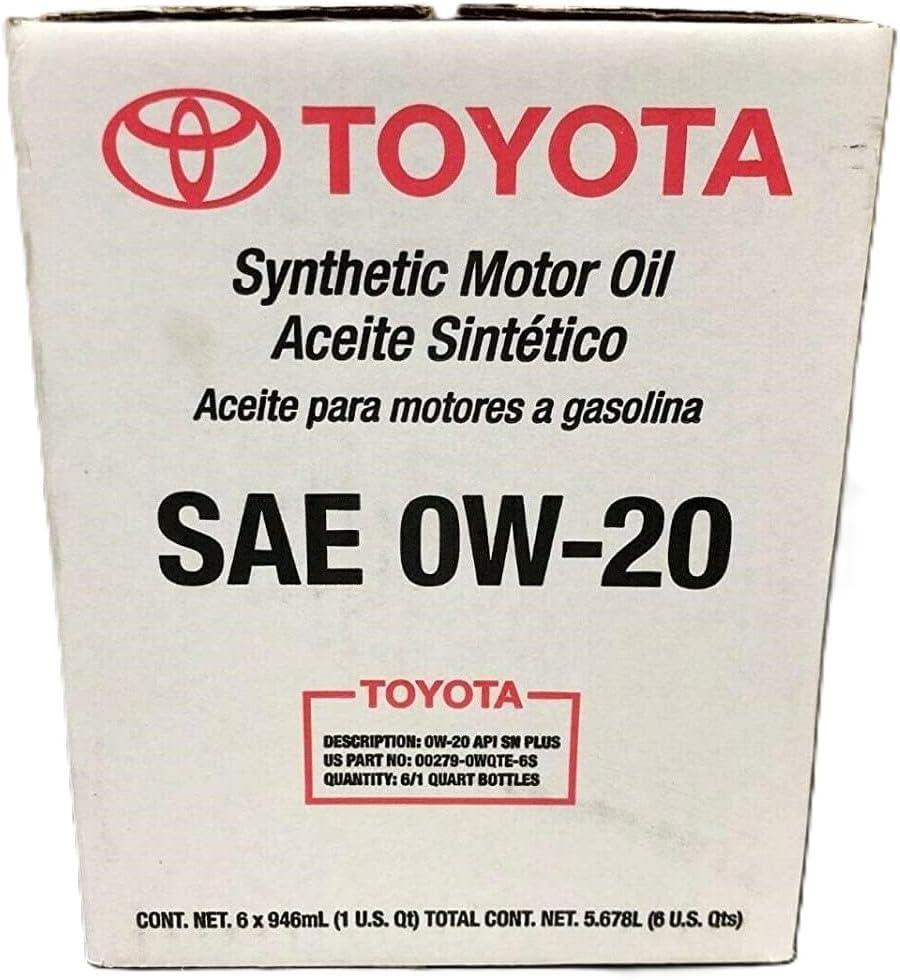 TOYOTA
Synthetic Motor Oil
Aceite Sintético
Aceite para motores a gasolina
SAE 0W-20
TOYOTA
DESCRIPTION: 0W-20 API SN PLUS
US PART NO: 00279-0WQTE-6S
QUANTITY: 6/1 QUART BOTTLES
CONT. NET. 6 x 946mL (1 U.S. Qt) TOTAL CONT. NET. 5.678L (6 U.S. Qts)